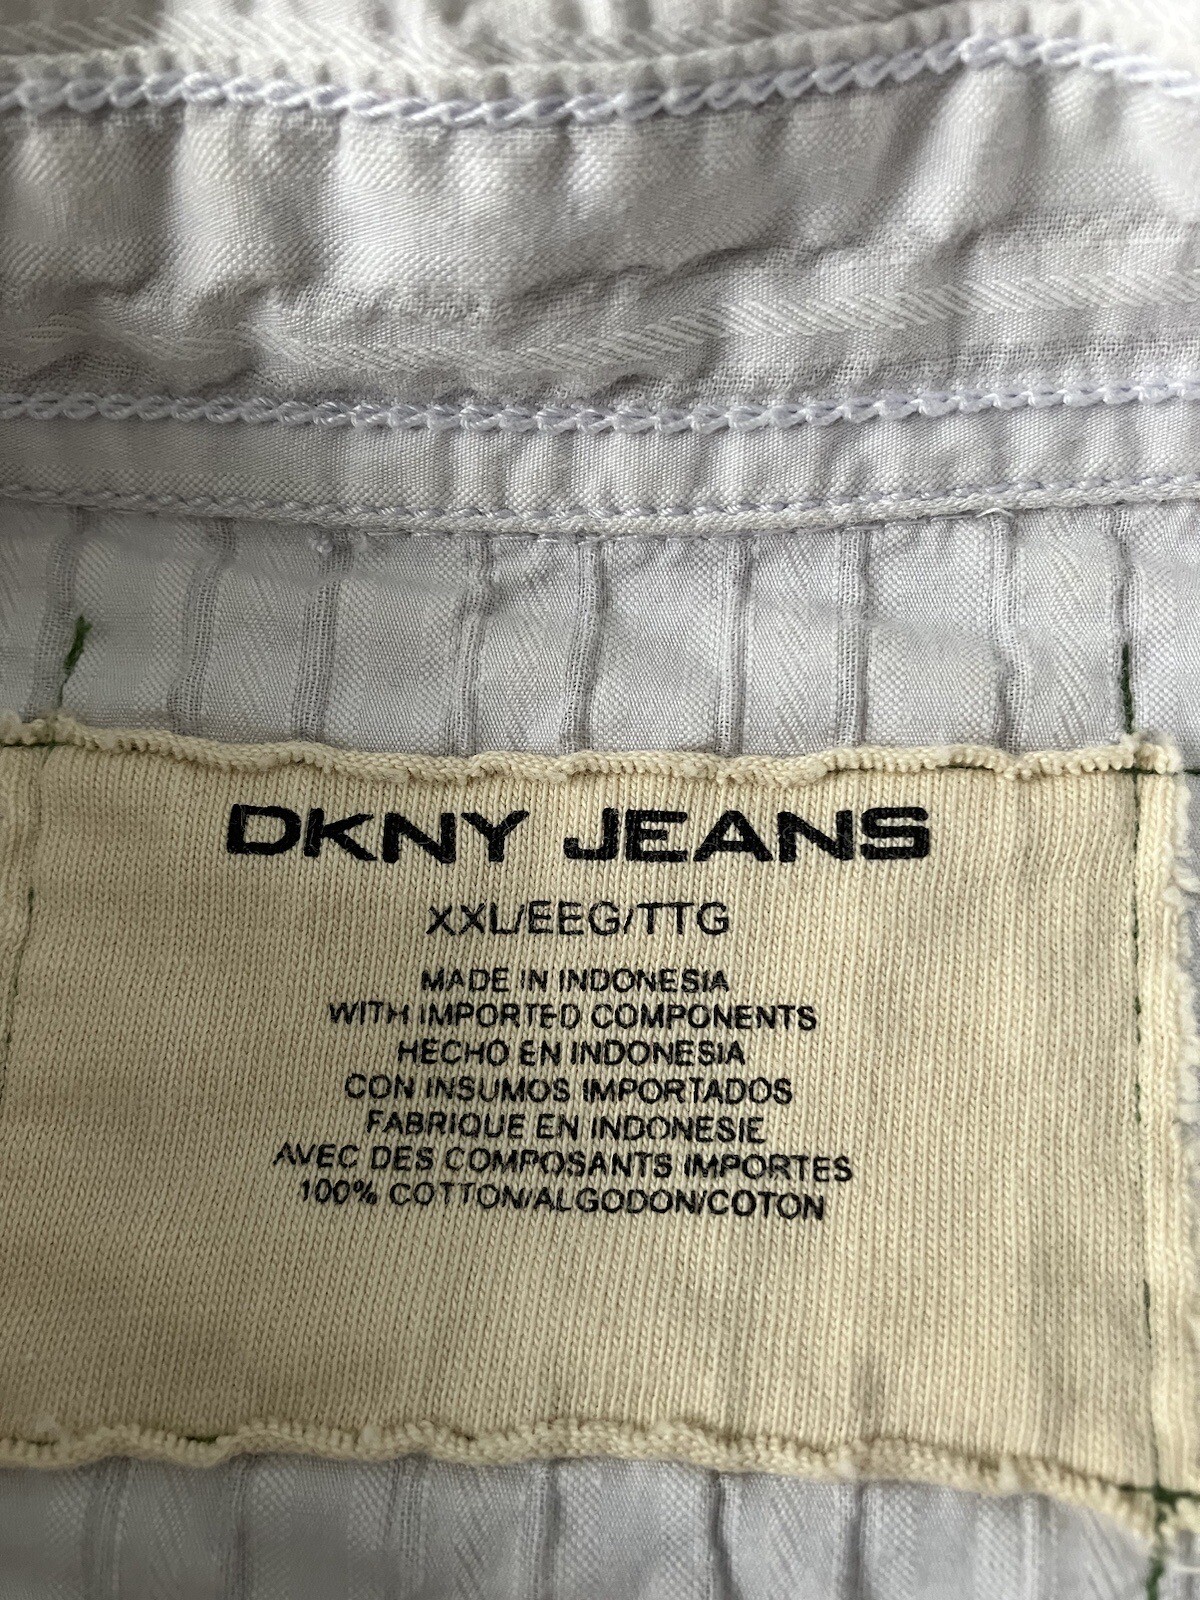 DKNY JEANS
XXL/EEG/TTG
MADE IN INDONESIA
WITH IMPORTED COMPONENTS
HECHO EN INDONESIA
CON INSUMOS IMPORTADOS
FABRIQUE EN INDONESIE
AVEC DES COMPOSANTS IMPORTES
100% COTTON/ALGODON/COTON